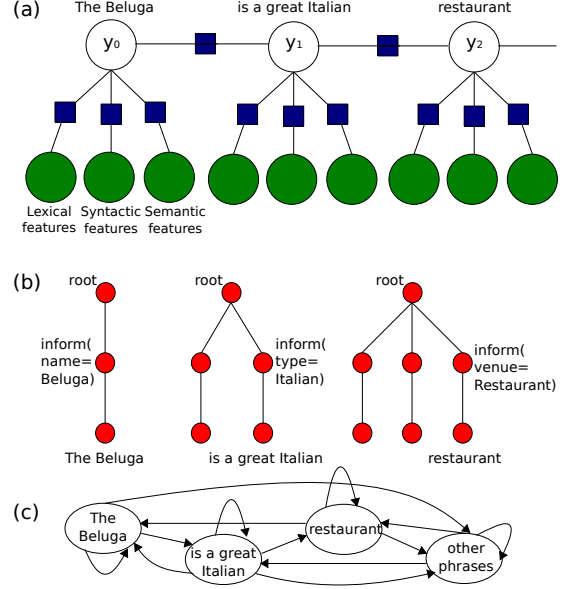 (a)
The Beluga
is a great Italian
restaurant
y0
y1
y2
Lexical
features
Syntactic
features
Semantic
features
(b)
root
root
root
inform(
name=
Beluga)
inform(
type=
Italian)
inform(
venue=
Restaurant)
The Beluga
is a great Italian
restaurant
(c)
The
Beluga
is a great
Italian
restaurant
other
phrases